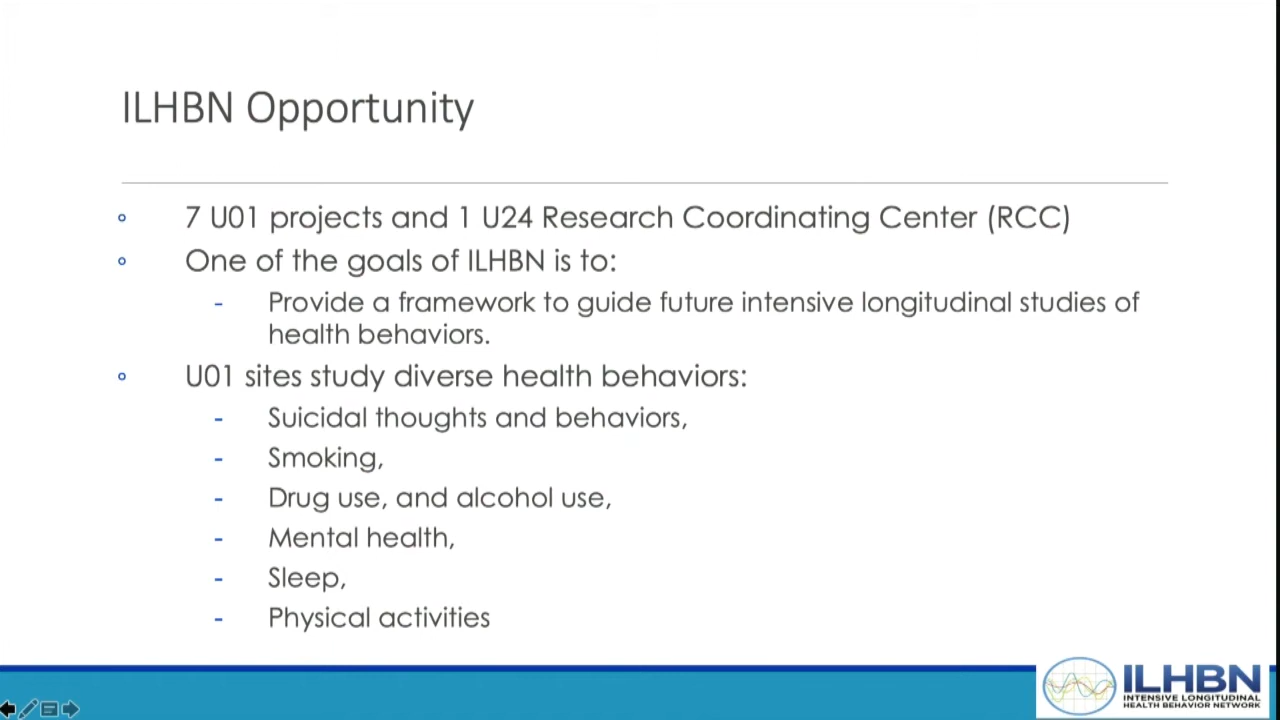 ILHBN Opportunity
° 7 U01 projects and 1 U24 Research Coordinating Center (RCC)
° One of the goals of ILHBN is to:
- Provide a framework to guide future intensive longitudinal studies of
health behaviors.
° U01 sites study diverse health behaviors:
- Suicidal thoughts and behaviors,
- Smoking,
- Drug use, and alcohol use,
- Mental health,
- Sleep,
- Physical activities
ILHBN
INTENSIVE LONGITUDINAL
HEALTH BEHAVIOR NETWORK